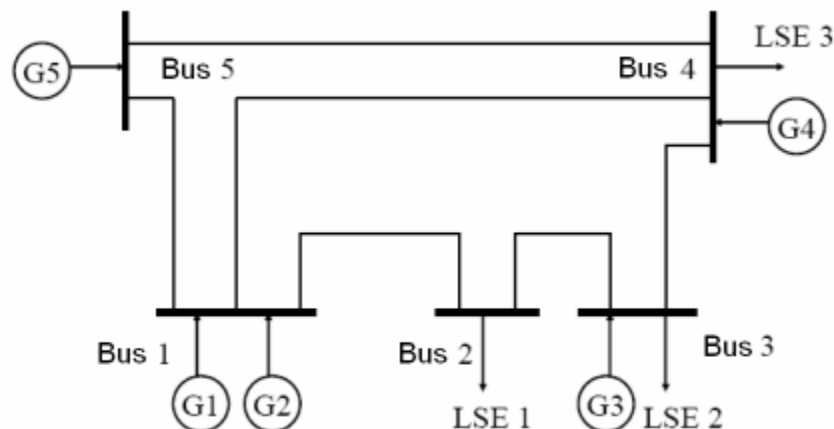 LSE 3
G5
Bus 5
Bus 4
G4
Bus 1
Bus 2
Bus 3
G1
G2
LSE 1
G3
LSE 2